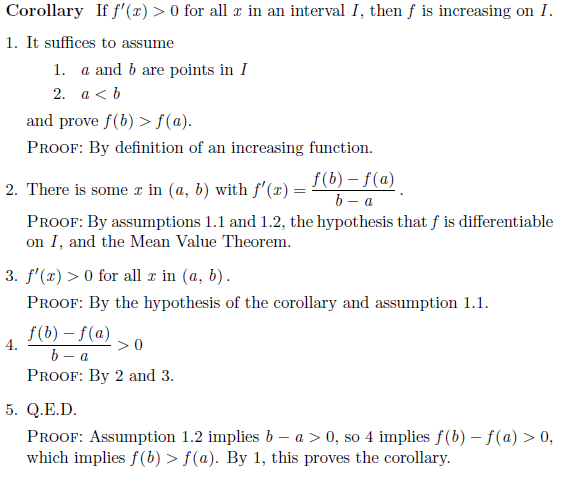 Corollary If f′(x) > 0 for all x in an interval I, then f is increasing on I.
1. It suffices to assume
1. a and b are points in I
2. a < b
and prove f(b) > f(a).
PROOF: By definition of an increasing function.
2. There is some x in (a, b) with f′(x) = \frac{f(b) − f(a)}{b − a}.
PROOF: By assumptions 1.1 and 1.2, the hypothesis that f is differentiable
on I, and the Mean Value Theorem.
3. f′(x) > 0 for all x in (a, b).
PROOF: By the hypothesis of the corollary and assumption 1.1.
4. \frac{f(b) − f(a)}{b − a} > 0
PROOF: By 2 and 3.
5. Q.E.D.
PROOF: Assumption 1.2 implies b − a > 0, so 4 implies f(b) − f(a) > 0,
which implies f(b) > f(a). By 1, this proves the corollary.